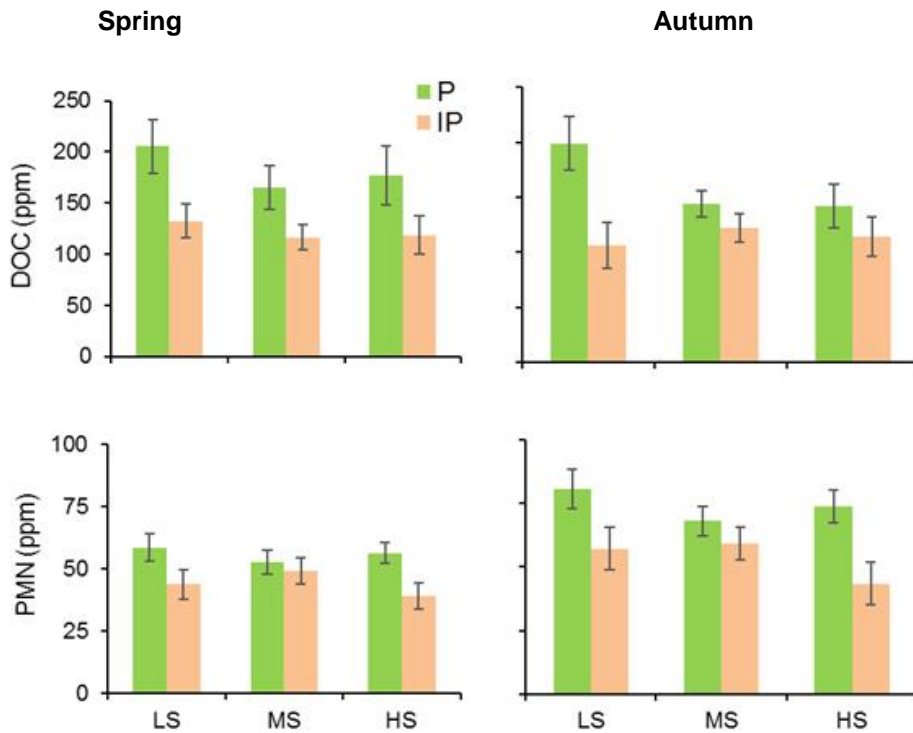 Spring
Autumn
P
IP
DOC (ppm)
250
200
150
100
50
0
PMN (ppm)
100
75
50
25
0
LS MS HS
LS MS HS